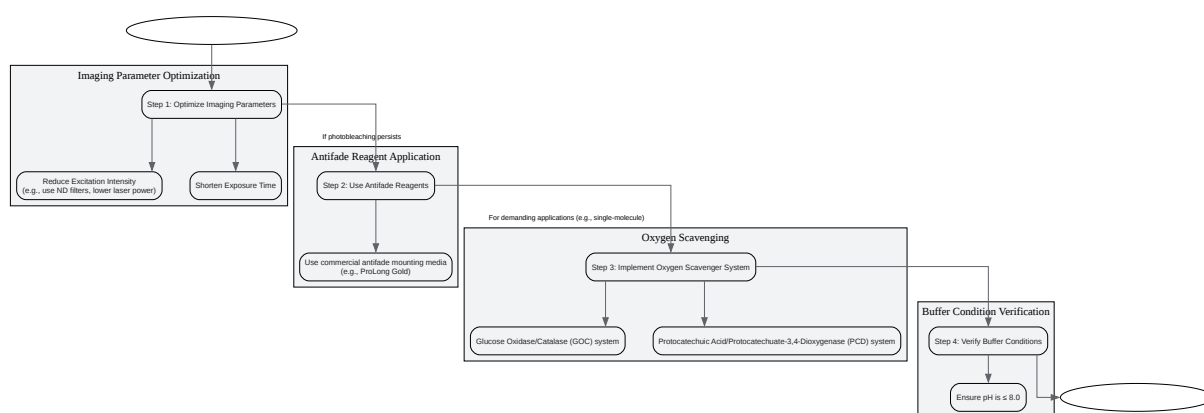 Imaging Parameter Optimization
Step 1: Optimize Imaging Parameters
Reduce Excitation Intensity
(e.g., use ND filters, lower laser power)
Shorten Exposure Time
If photobleaching persists
Antifade Reagent Application
Step 2: Use Antifade Reagents
Use commercial antifade mounting media
(e.g., ProLong Gold)
For demanding applications (e.g., single-molecule)
Oxygen Scavenging
Step 3: Implement Oxygen Scavenger System
Glucose Oxidase/Catalase (GOC) system
Protocatechuic Acid/Protocatechuate-3,4-Dioxygenase (PCD) system
Buffer Condition Verification
Step 4: Verify Buffer Conditions
Ensure pH is ≤ 8.0